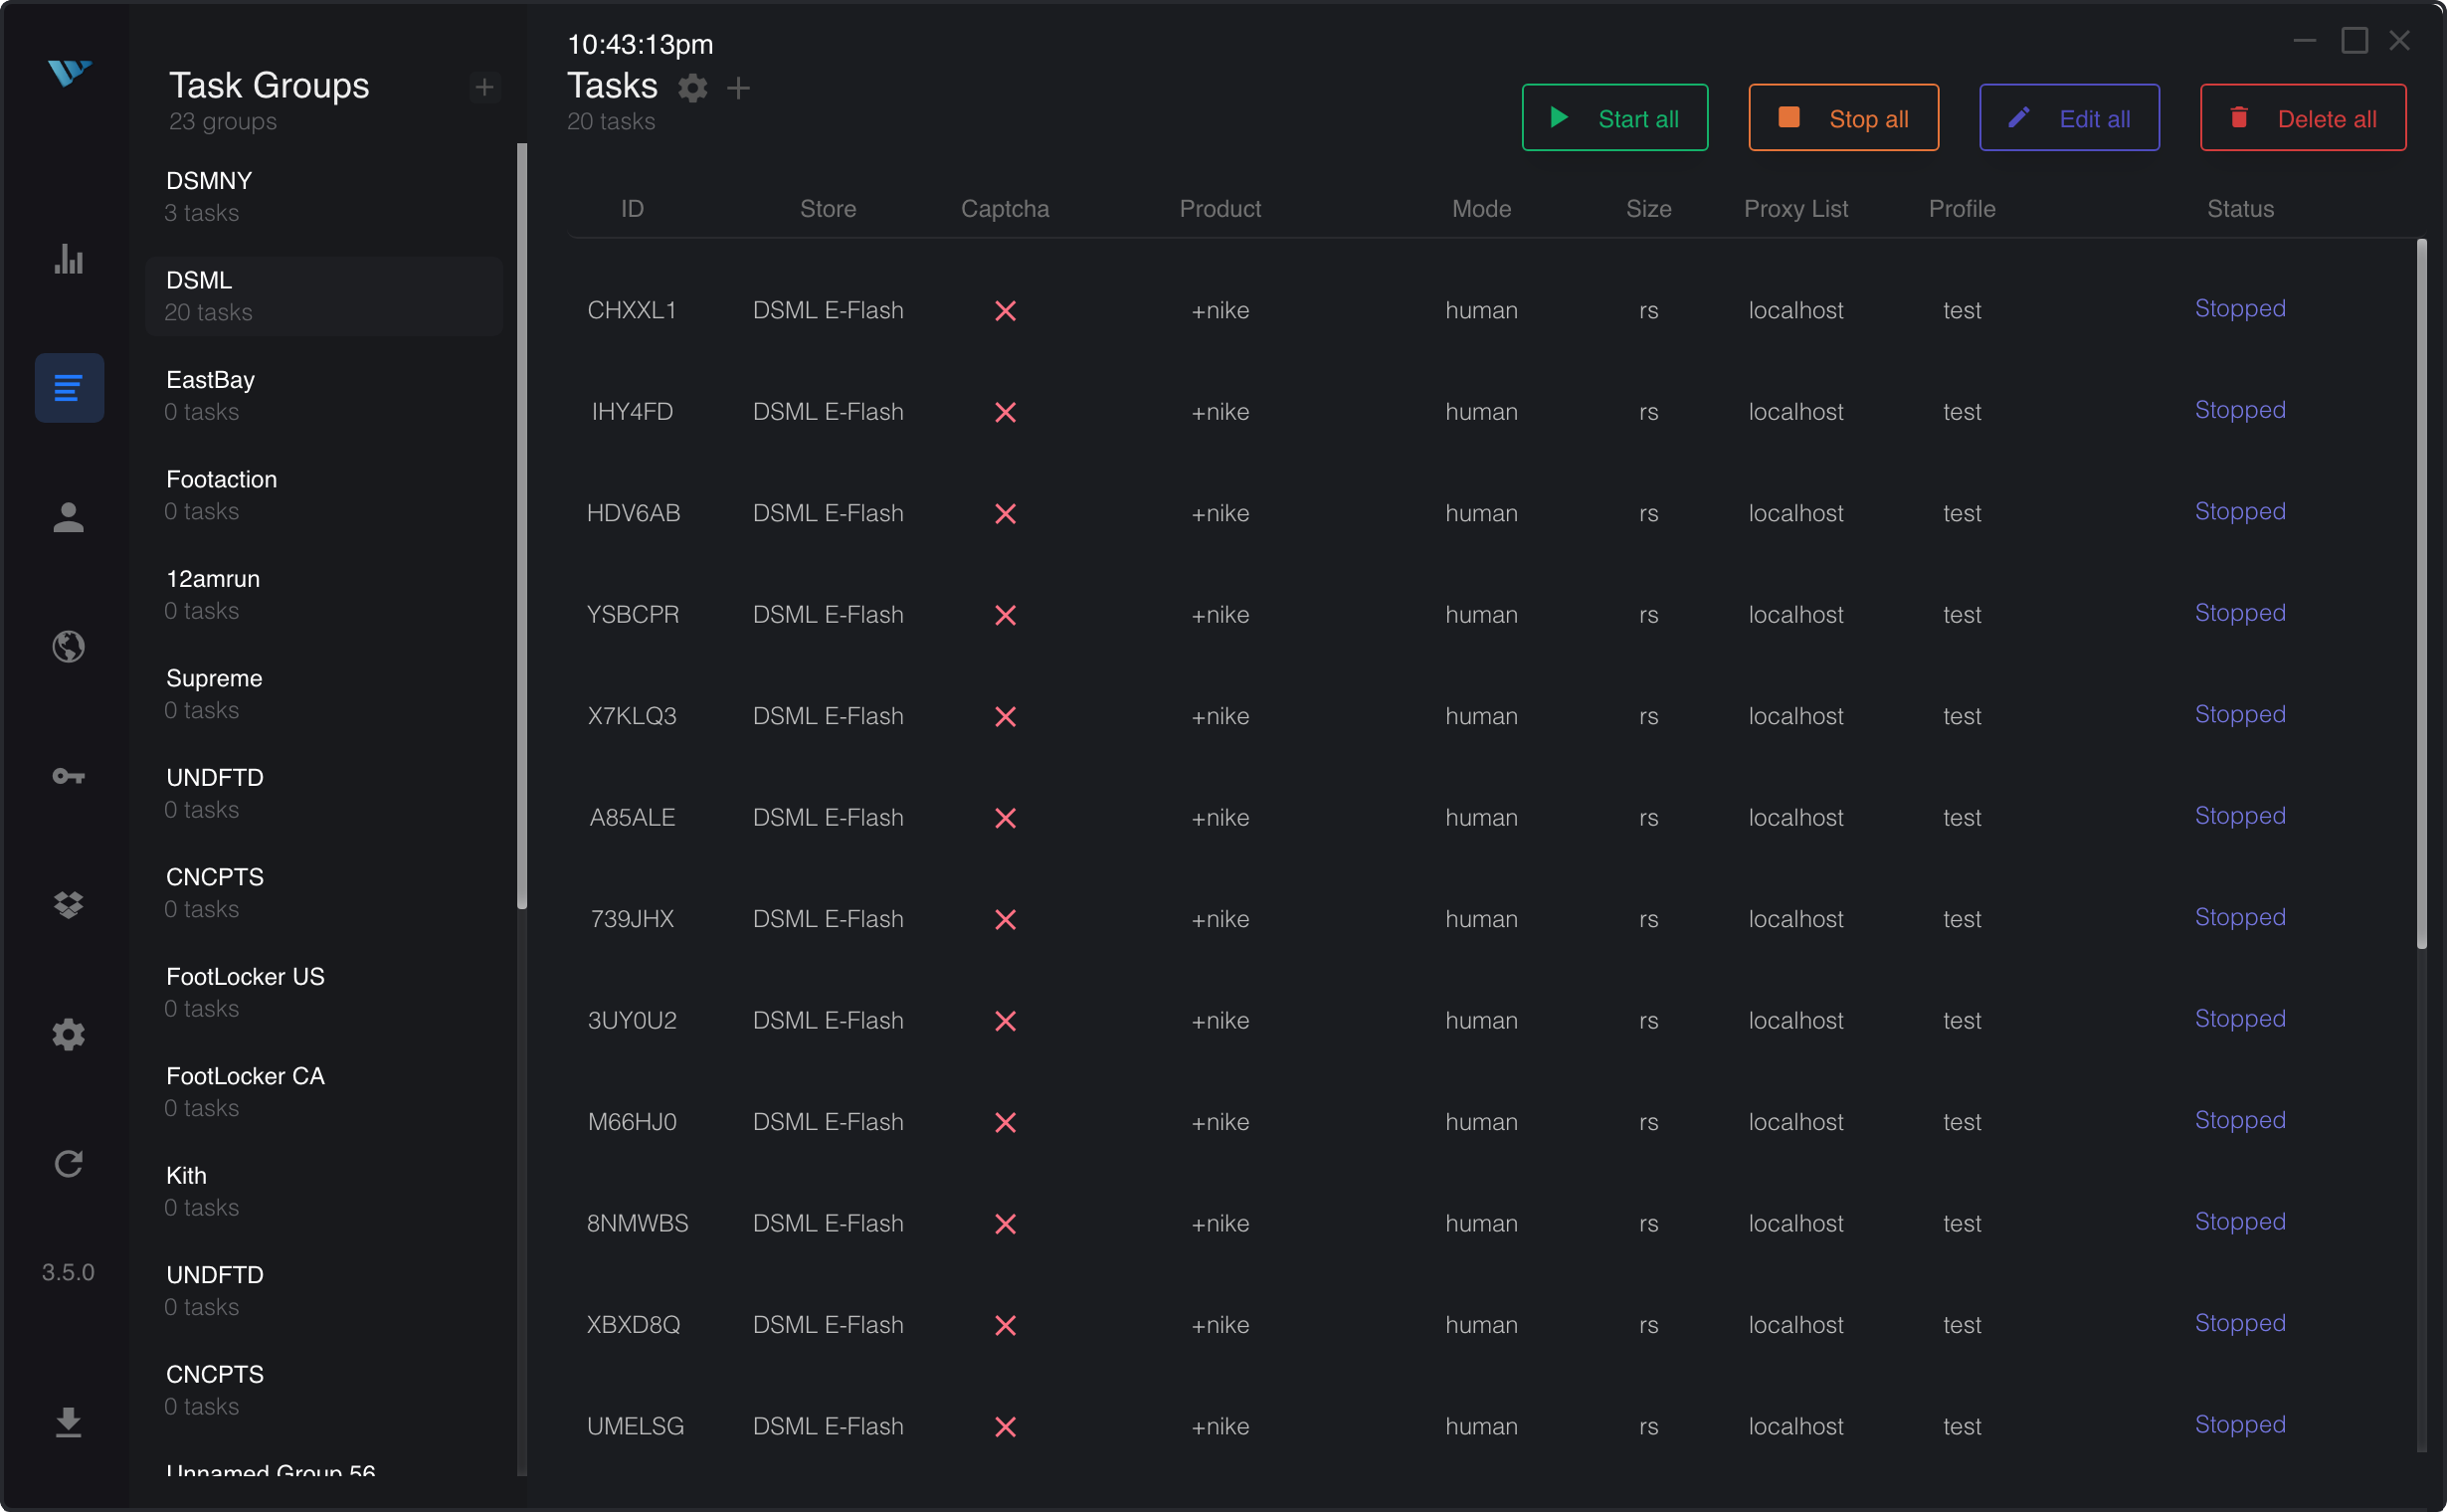 10:43:13pm
Task Groups
23 groups
Tasks
20 tasks
Start all
Stop all
Edit all
Delete all
DSMNY
3 tasks
DSML
20 tasks
EastBay
0 tasks
Footaction
0 tasks
12amrun
0 tasks
Supreme
0 tasks
UNDFTD
0 tasks
CNCPTS
0 tasks
FootLocker US
0 tasks
FootLocker CA
0 tasks
Kith
0 tasks
UNDFTD
0 tasks
CNCPTS
0 tasks
Unnamed Group 56
3.5.0
ID Store Captcha Product Mode Size Proxy List Profile Status
CHXXL1 DSML E-Flash +nike human rs localhost test Stopped
IHY4FD DSML E-Flash +nike human rs localhost test Stopped
HDV6AB DSML E-Flash +nike human rs localhost test Stopped
YSBCPR DSML E-Flash +nike human rs localhost test Stopped
X7KLQ3 DSML E-Flash +nike human rs localhost test Stopped
A85ALE DSML E-Flash +nike human rs localhost test Stopped
739JHX DSML E-Flash +nike human rs localhost test Stopped
3UY0U2 DSML E-Flash +nike human rs localhost test Stopped
M66HJ0 DSML E-Flash +nike human rs localhost test Stopped
8NMWBS DSML E-Flash +nike human rs localhost test Stopped
XBXD8Q DSML E-Flash +nike human rs localhost test Stopped
UMELSG DSML E-Flash +nike human rs localhost test Stopped